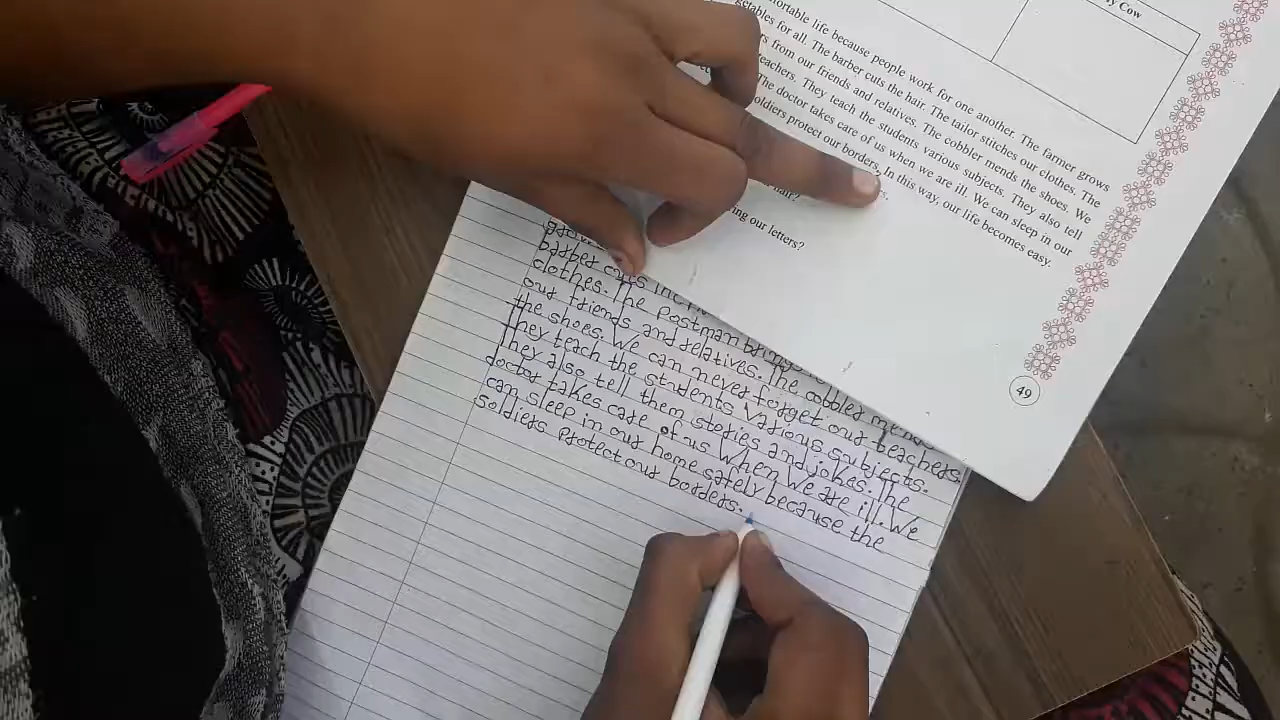 y Cow
ortable life because people work for one another. The farmer grows
etables for all. The barber cuts the hair. The tailor stitches our clothes. The
from our friends and relatives. The cobbler mends the shoes. We
eachers. They teach the students various subjects. They also tell
The doctor takes care of us when we are ill. We can sleep in our
oldiers protect our borders. In this way, our life becomes easy.
hair?
ing our letters?
49
barber cuts the
clothes. The postman brings
our friends and relatives. The cobbler mend
the shoes. We can never forget our teachers.
They teach the students various subjects.
They also tell them stories and jokes. The
doctor takes care of us when we are ill. We
can sleep in our home safely because the
soldiers protect our borders.